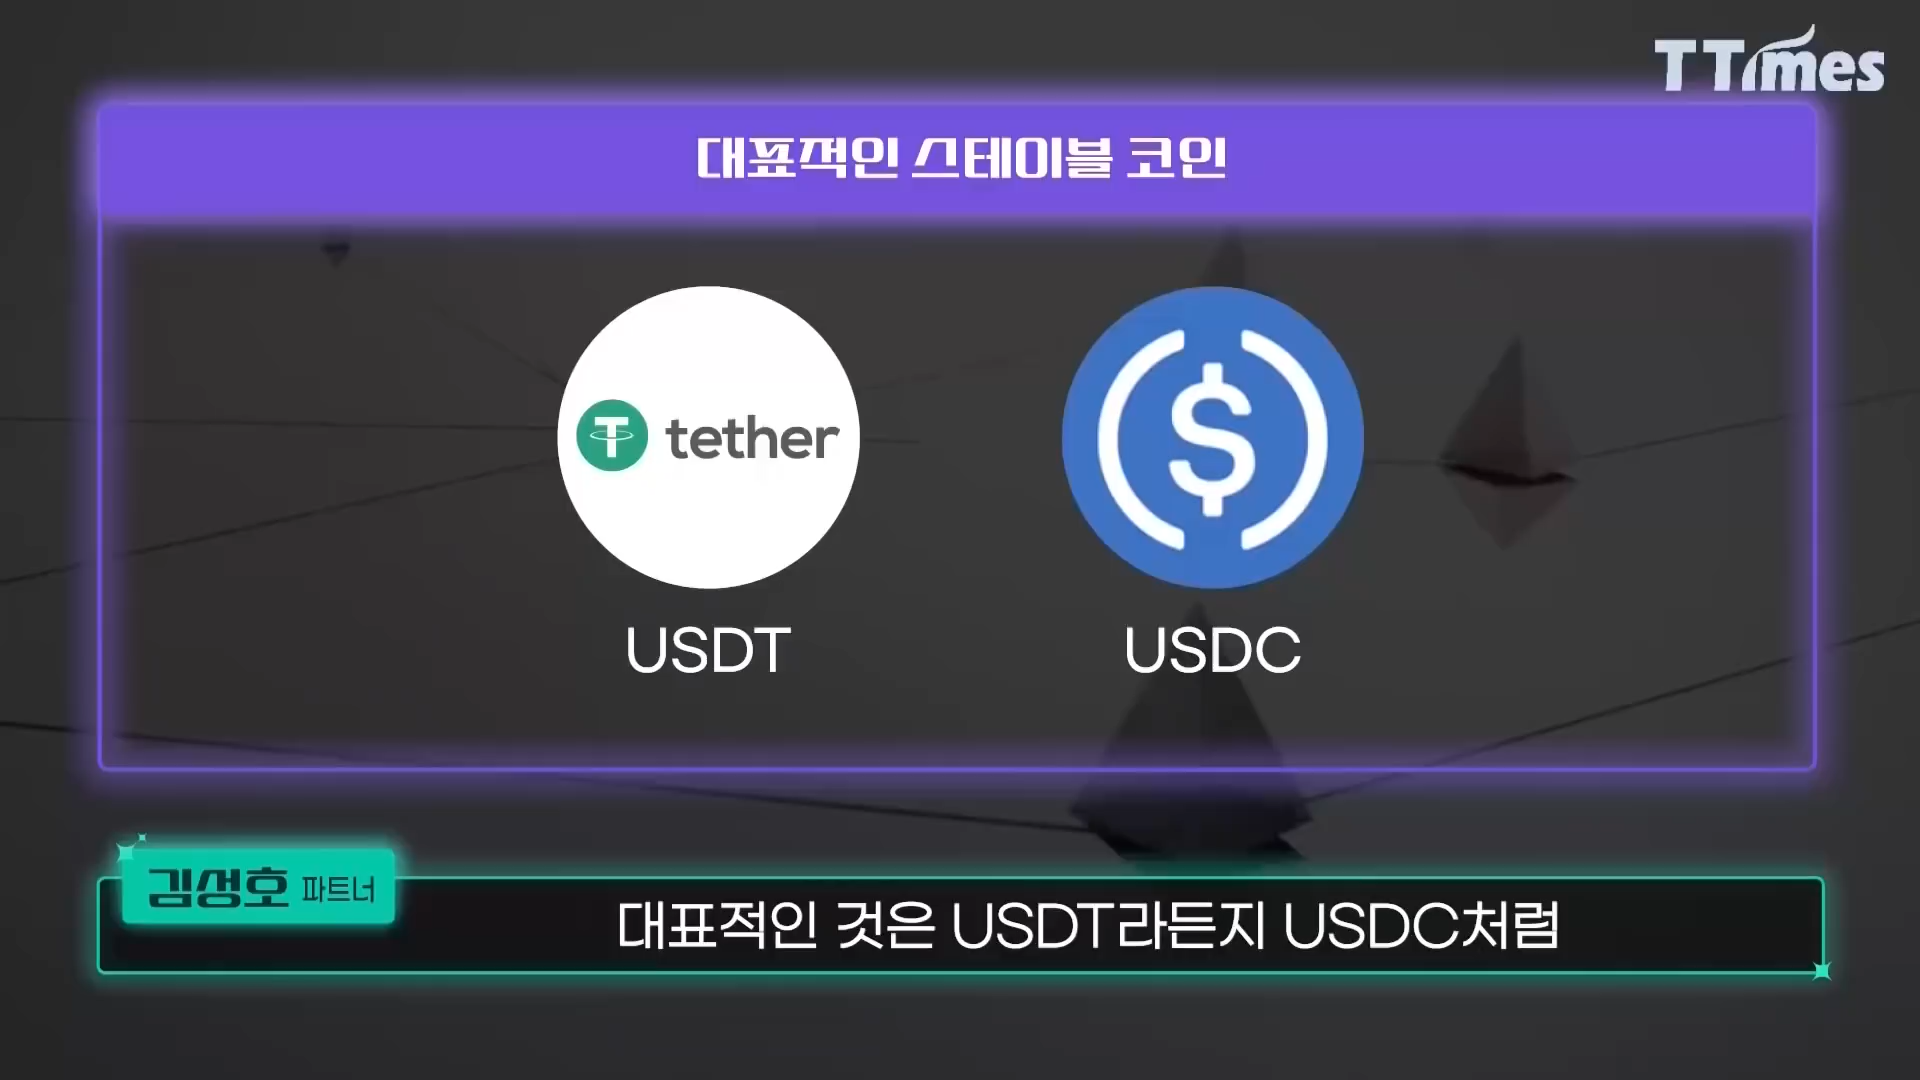 TTimes
대표적인 스테이블 코인
tether
USDT
USDC
김성호 파트너
대표적인 것은 USDT라든지 USDC처럼